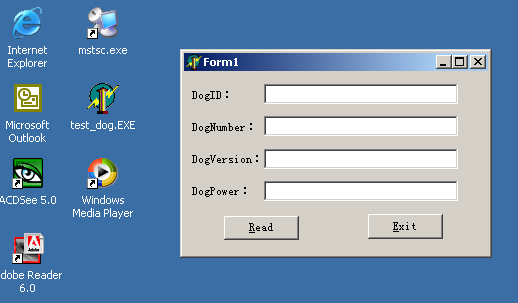 Internet
Explorer
mstsc.exe
Microsoft
Outlook
test_dog.EXE
ACDSee 5.0
Windows
Media Player
dobe Reader
6.0
Form1
DogID：
DogNumber：
DogVersion：
DogPower：
Read
Exit